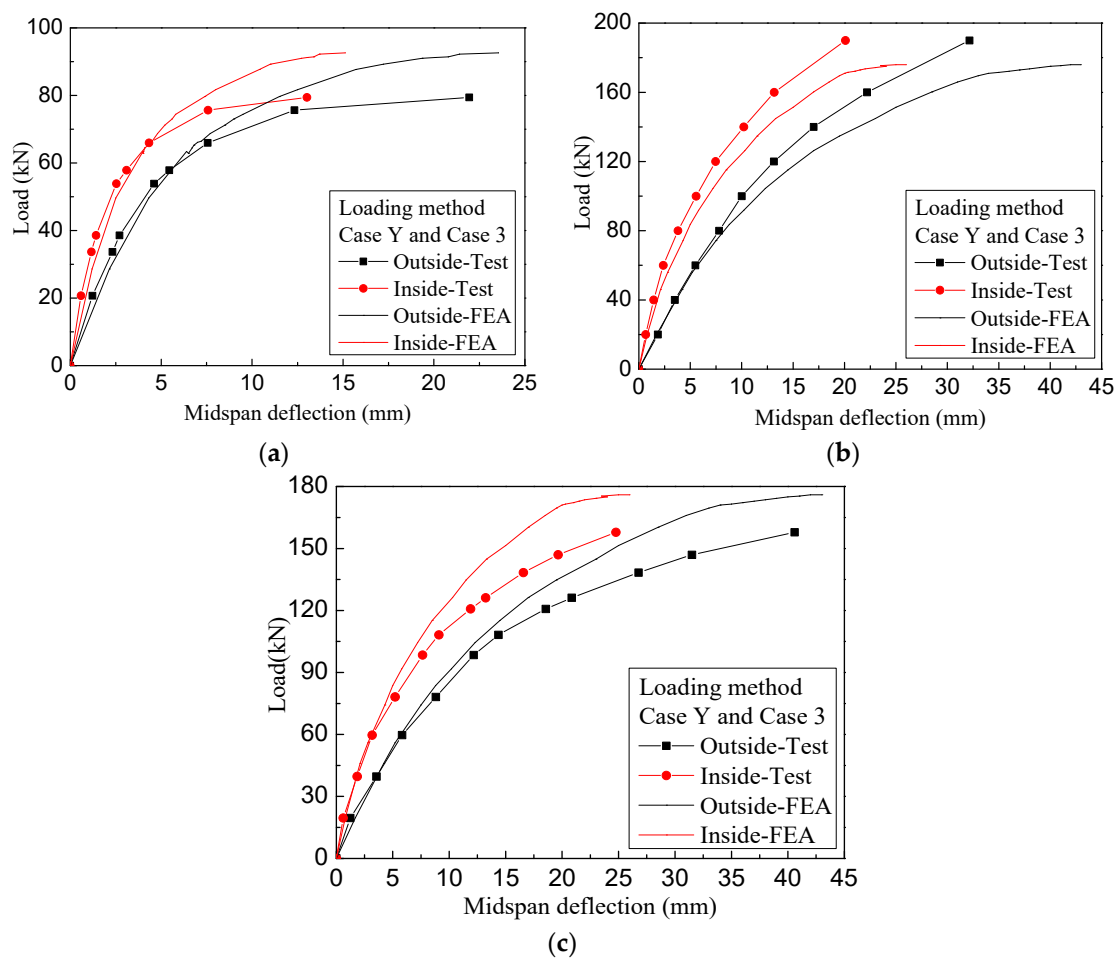 100
80
60
40
20
0
Load (kN)
Loading method
Case Y and Case 3
Outside-Test
Inside-Test
Outside-FEA
Inside-FEA
0 5 10 15 20 25
Midspan deflection (mm)
(a)
200
160
120
80
40
0
Load (kN)
Loading method
Case Y and Case 3
Outside-Test
Inside-Test
Outside-FEA
Inside-FEA
0 5 10 15 20 25 30 35 40 45
Midspan deflection (mm)
(b)
180
150
120
90
60
30
0
Load(kN)
Loading method
Case Y and Case 3
Outside-Test
Inside-Test
Outside-FEA
Inside-FEA
0 5 10 15 20 25 30 35 40 45
Midspan deflection (mm)
(c)